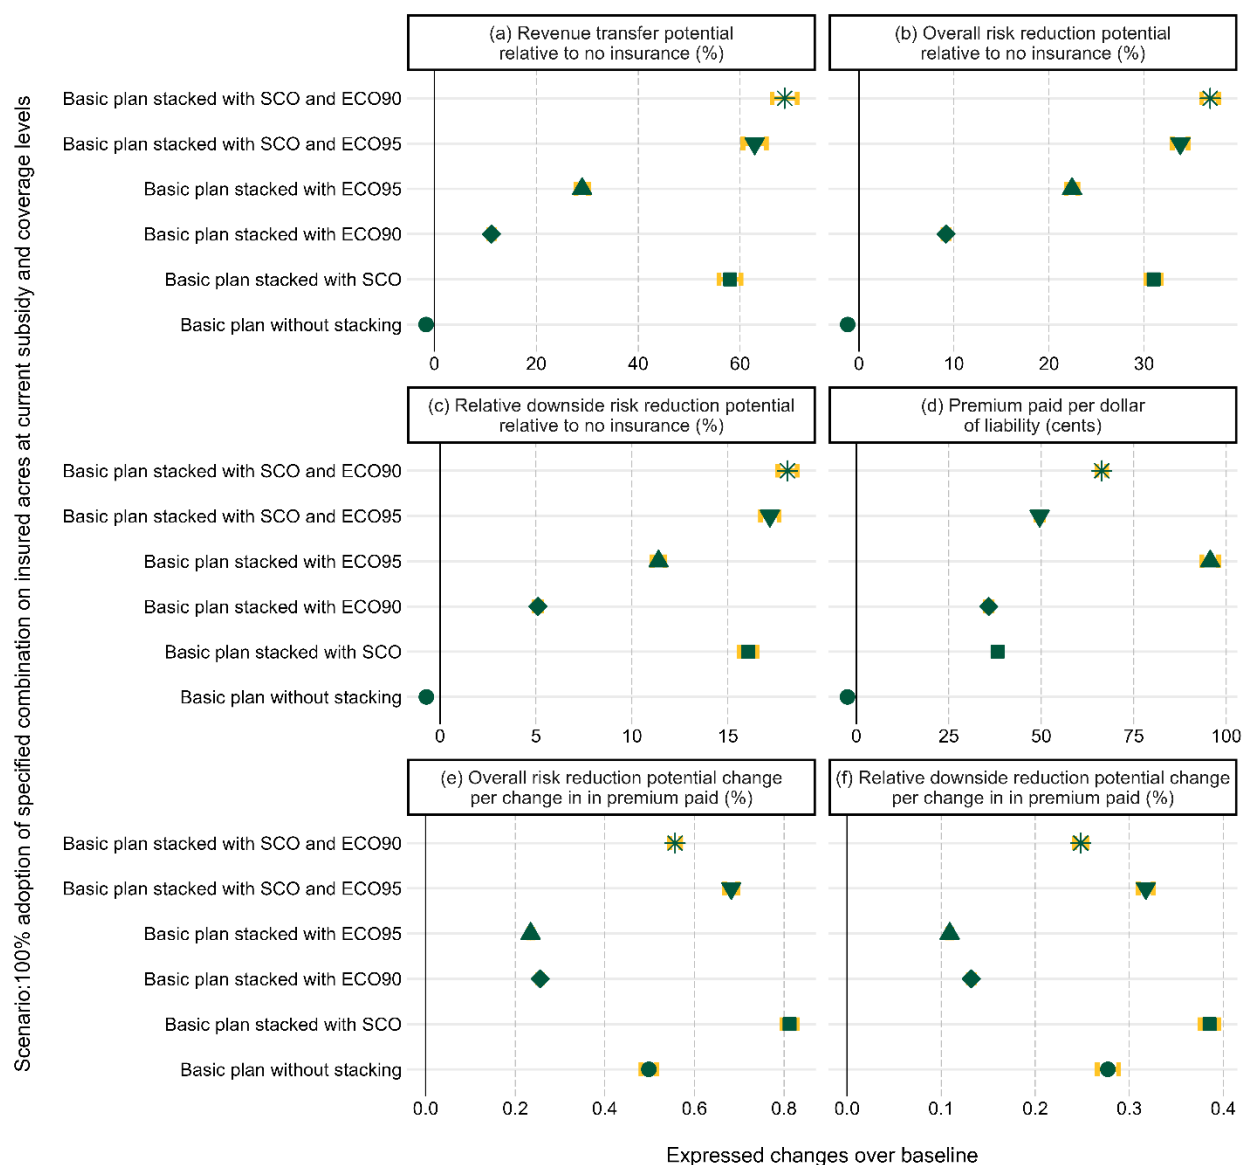 Scenario:100% adoption of specified combination on insured acres at current subsidy and coverage levels
(a) Revenue transfer potential
relative to no insurance (%)
(b) Overall risk reduction potential
relative to no insurance (%)
Basic plan stacked with SCO and ECO90
Basic plan stacked with SCO and ECO95
Basic plan stacked with ECO95
Basic plan stacked with ECO90
Basic plan stacked with SCO
Basic plan without stacking
0 20 40 60
0 10 20 30
(c) Relative downside risk reduction potential
relative to no insurance (%)
(d) Premium paid per dollar
of liability (cents)
Basic plan stacked with SCO and ECO90
Basic plan stacked with SCO and ECO95
Basic plan stacked with ECO95
Basic plan stacked with ECO90
Basic plan stacked with SCO
Basic plan without stacking
0 5 10 15
0 25 50 75 100
(e) Overall risk reduction potential change
per change in in premium paid (%)
(f) Relative downside reduction potential change
per change in in premium paid (%)
Basic plan stacked with SCO and ECO90
Basic plan stacked with SCO and ECO95
Basic plan stacked with ECO95
Basic plan stacked with ECO90
Basic plan stacked with SCO
Basic plan without stacking
0.0 0.2 0.4 0.6 0.8
0.0 0.1 0.2 0.3 0.4
Expressed changes over baseline